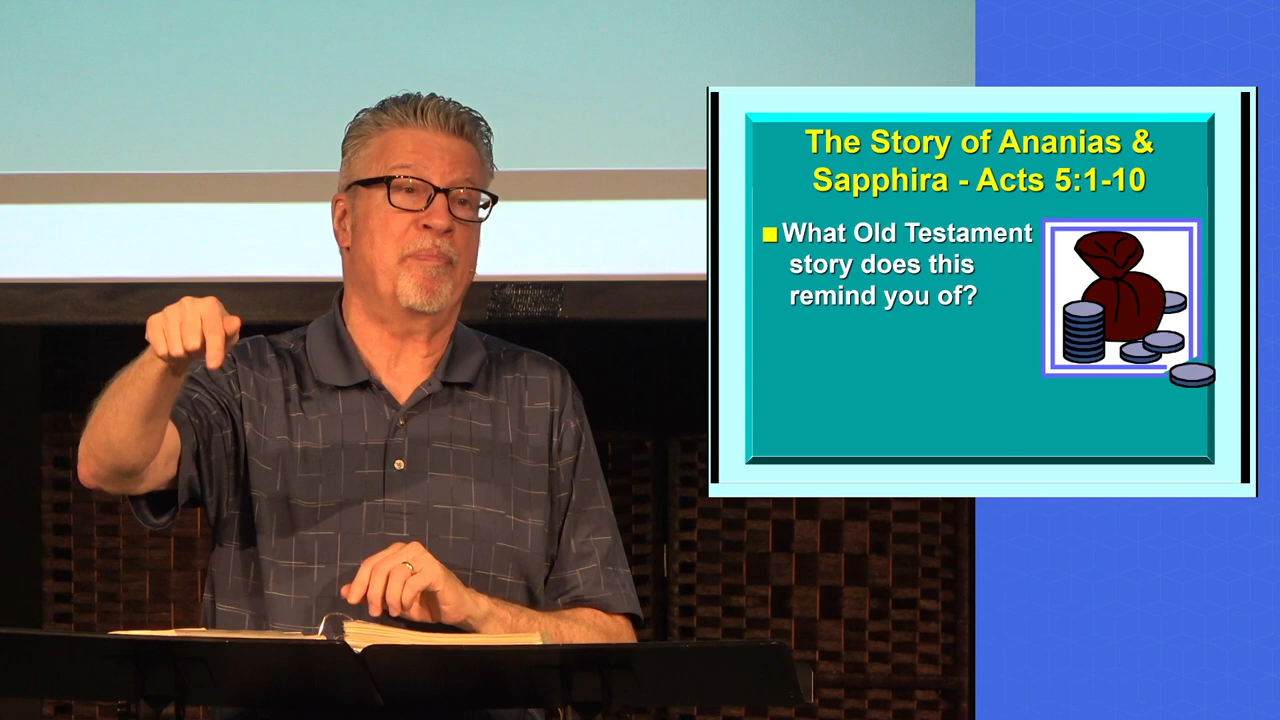 The Story of Ananias &
Sapphira - Acts 5:1-10
What Old Testament
story does this
remind you of?